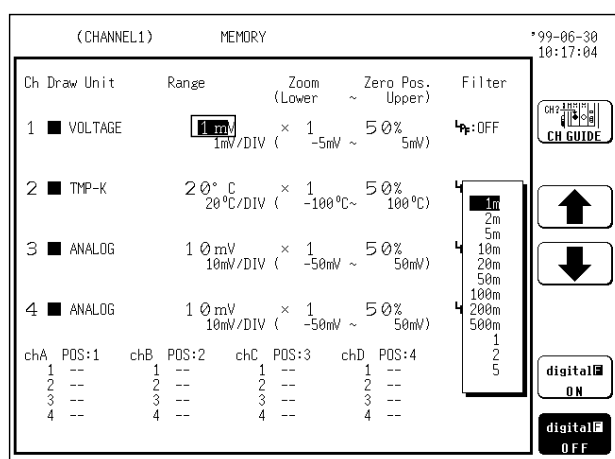 (CHANNEL1) MEMORY '99-06-30
10:17:04
Ch Draw Unit Range Zoom Zero Pos. Filter
(Lower ~ Upper)
1 ■ VOLTAGE 1 mV × 1 50% LPF:OFF
1mV/DIV ( -5mV ~ 5mV)
CH?
CH GUIDE
2 ■ TMP-K 20°C × 1 50%
20°C/DIV ( -100°C~ 100°C)
3 ■ ANALOG 10mV × 1 50%
10mV/DIV ( -50mV ~ 50mV)
4 ■ ANALOG 10mV × 1 50%
10mV/DIV ( -50mV ~ 50mV)
1m
2m
5m
10m
20m
50m
100m
200m
500m
1
2
5
chA POS:1 chB POS:2 chC POS:3 chD POS:4
1 -- 1 -- 1 -- 1 --
2 -- 2 -- 2 -- 2 --
3 -- 3 -- 3 -- 3 --
4 -- 4 -- 4 -- 4 --
digital F
ON
digital F
OFF